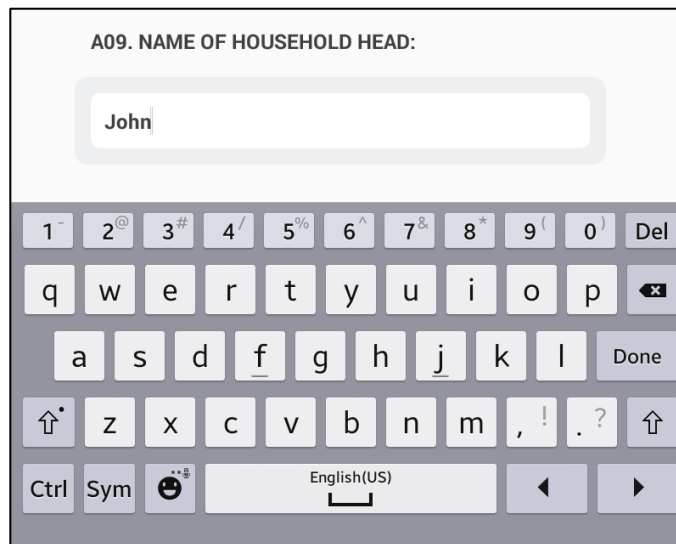 A09. NAME OF HOUSEHOLD HEAD:
John
1 - 2 @ 3 # 4 / 5 % 6 ^ 7 & 8 * 9 ( 0 ) Del
q w e r t y u i o p
a s d f g h j k l Done
z x c v b n m , ! . ?
Ctrl Sym English(US)